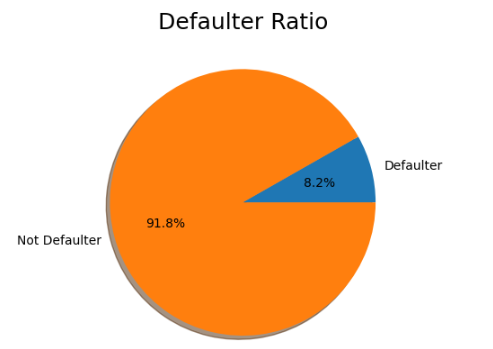 Defaulter Ratio
Defaulter
8.2%
91.8%
Not Defaulter